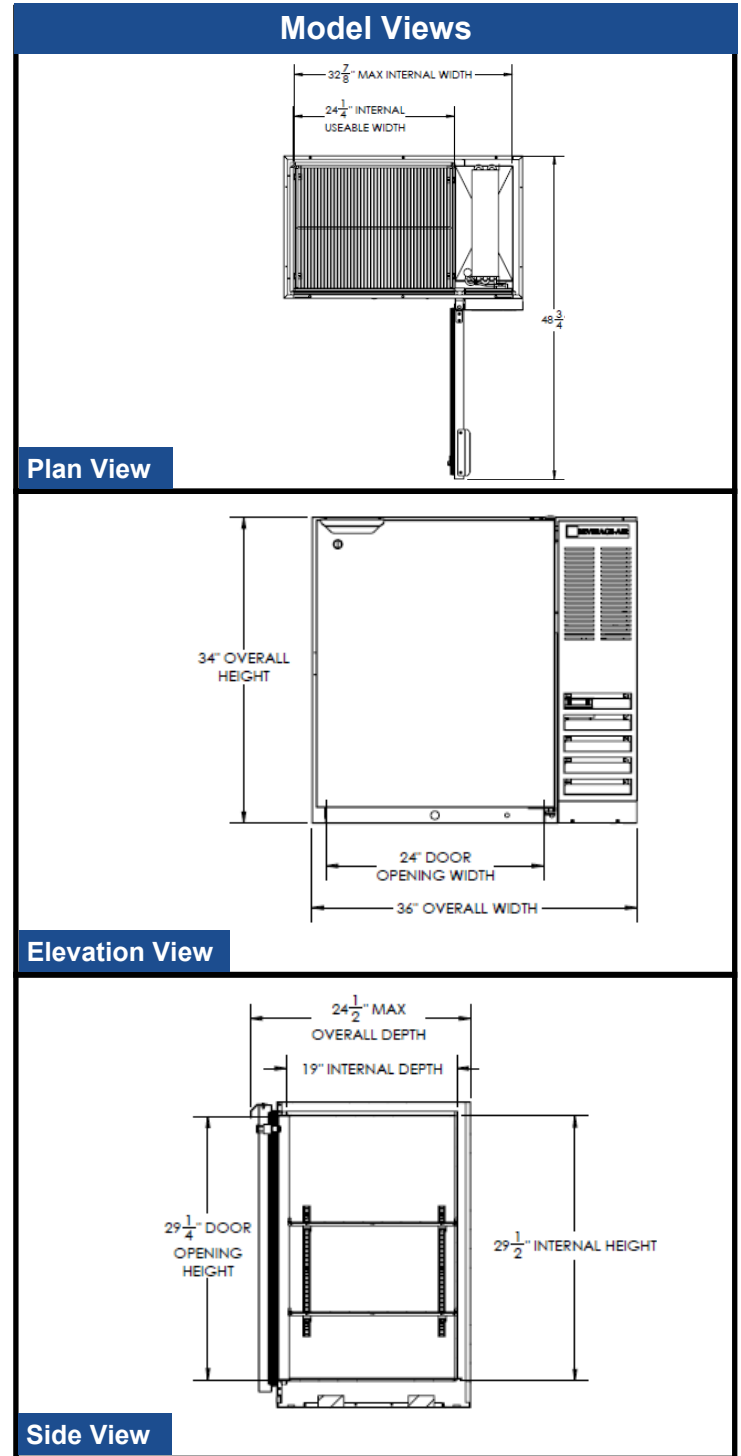 Model Views
32 7/8" MAX INTERNAL WIDTH
24 1/4" INTERNAL
USEABLE WIDTH
48 3/4
Plan View
BEVERAGE-AIR
34" OVERALL
HEIGHT
24" DOOR
OPENING WIDTH
36" OVERALL WIDTH
Elevation View
24 1/2" MAX
OVERALL DEPTH
19" INTERNAL DEPTH
29 1/4" DOOR
OPENING
HEIGHT
29 1/2" INTERNAL HEIGHT
Side View